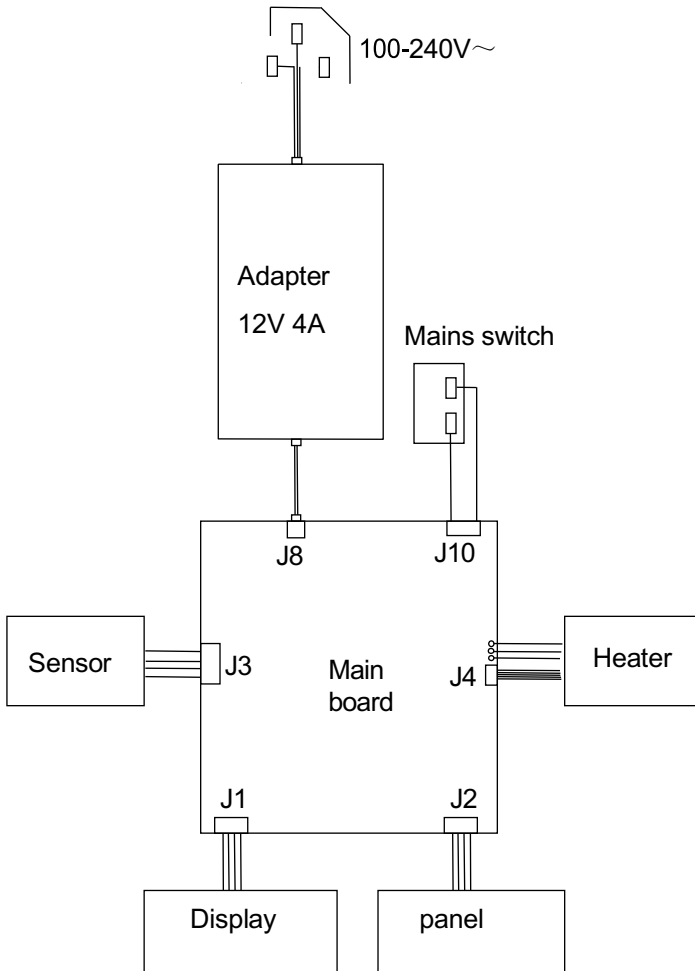 100-240V～
Adapter
12V 4A
Mains switch
J8
J10
Sensor
J3
Main
board
J4
Heater
J1
J2
Display
panel